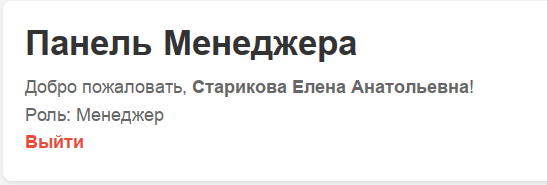 Панель Менеджера
Добро пожаловать, Старикова Елена Анатольевна!
Роль: Менеджер
Выйти